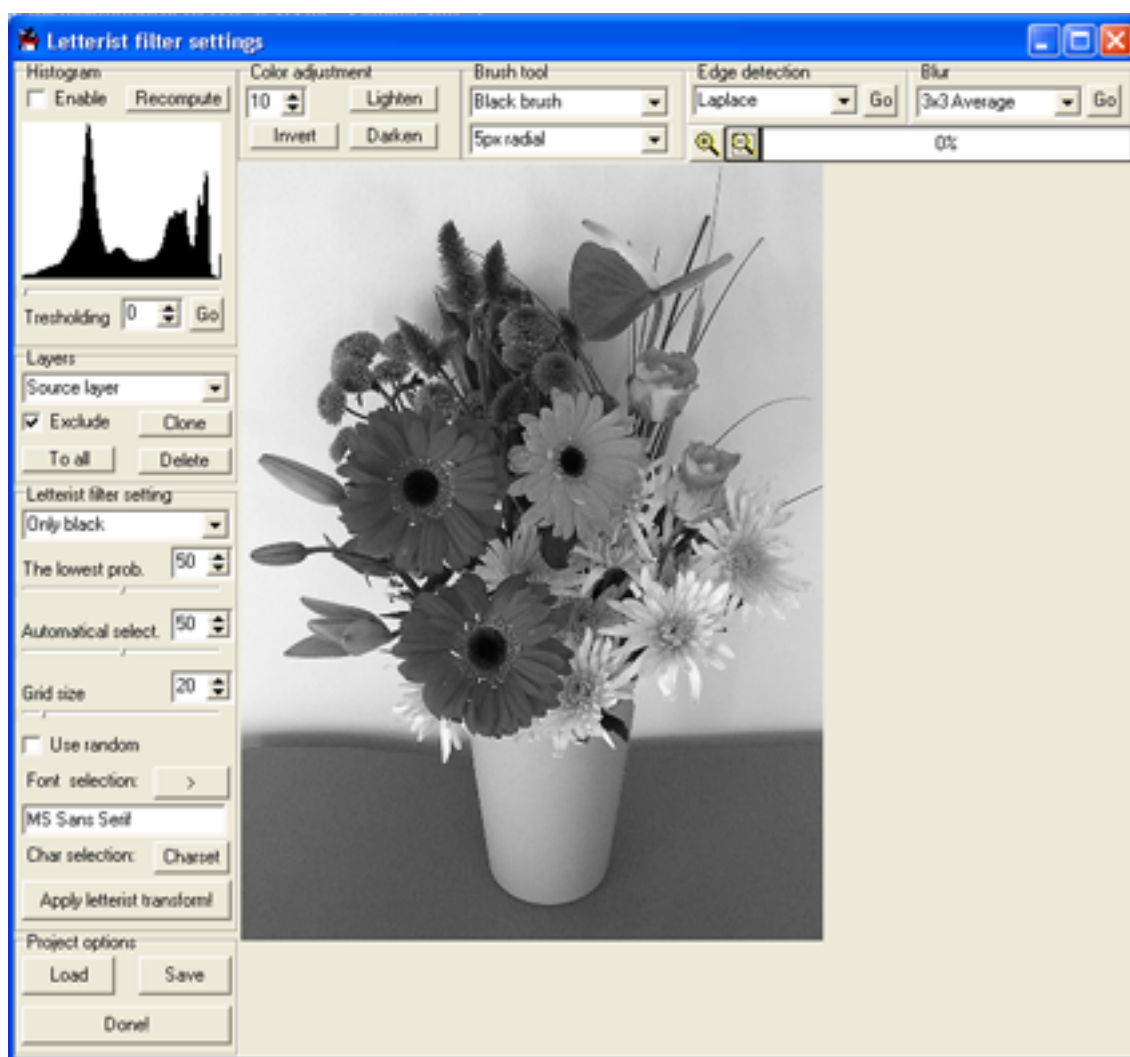 Letterist filter settings
Histogram
Enable Recompute
Tresholding 0 Go
Layers
Source layer
Exclude Clone
To all Delete
Letterist filter setting
Only black
The lowest prob. 50
Automatical select. 50
Grid size 20
Use random
Font selection: >
MS Sans Serif
Char selection: Charset
Apply letterist transform!
Project options
Load Save
Done!
Color adjustment
10 Lighten
Invert Darken
Brush tool
Black brush
5px radial
Edge detection
Laplace Go
Blur
3x3 Average Go
0%